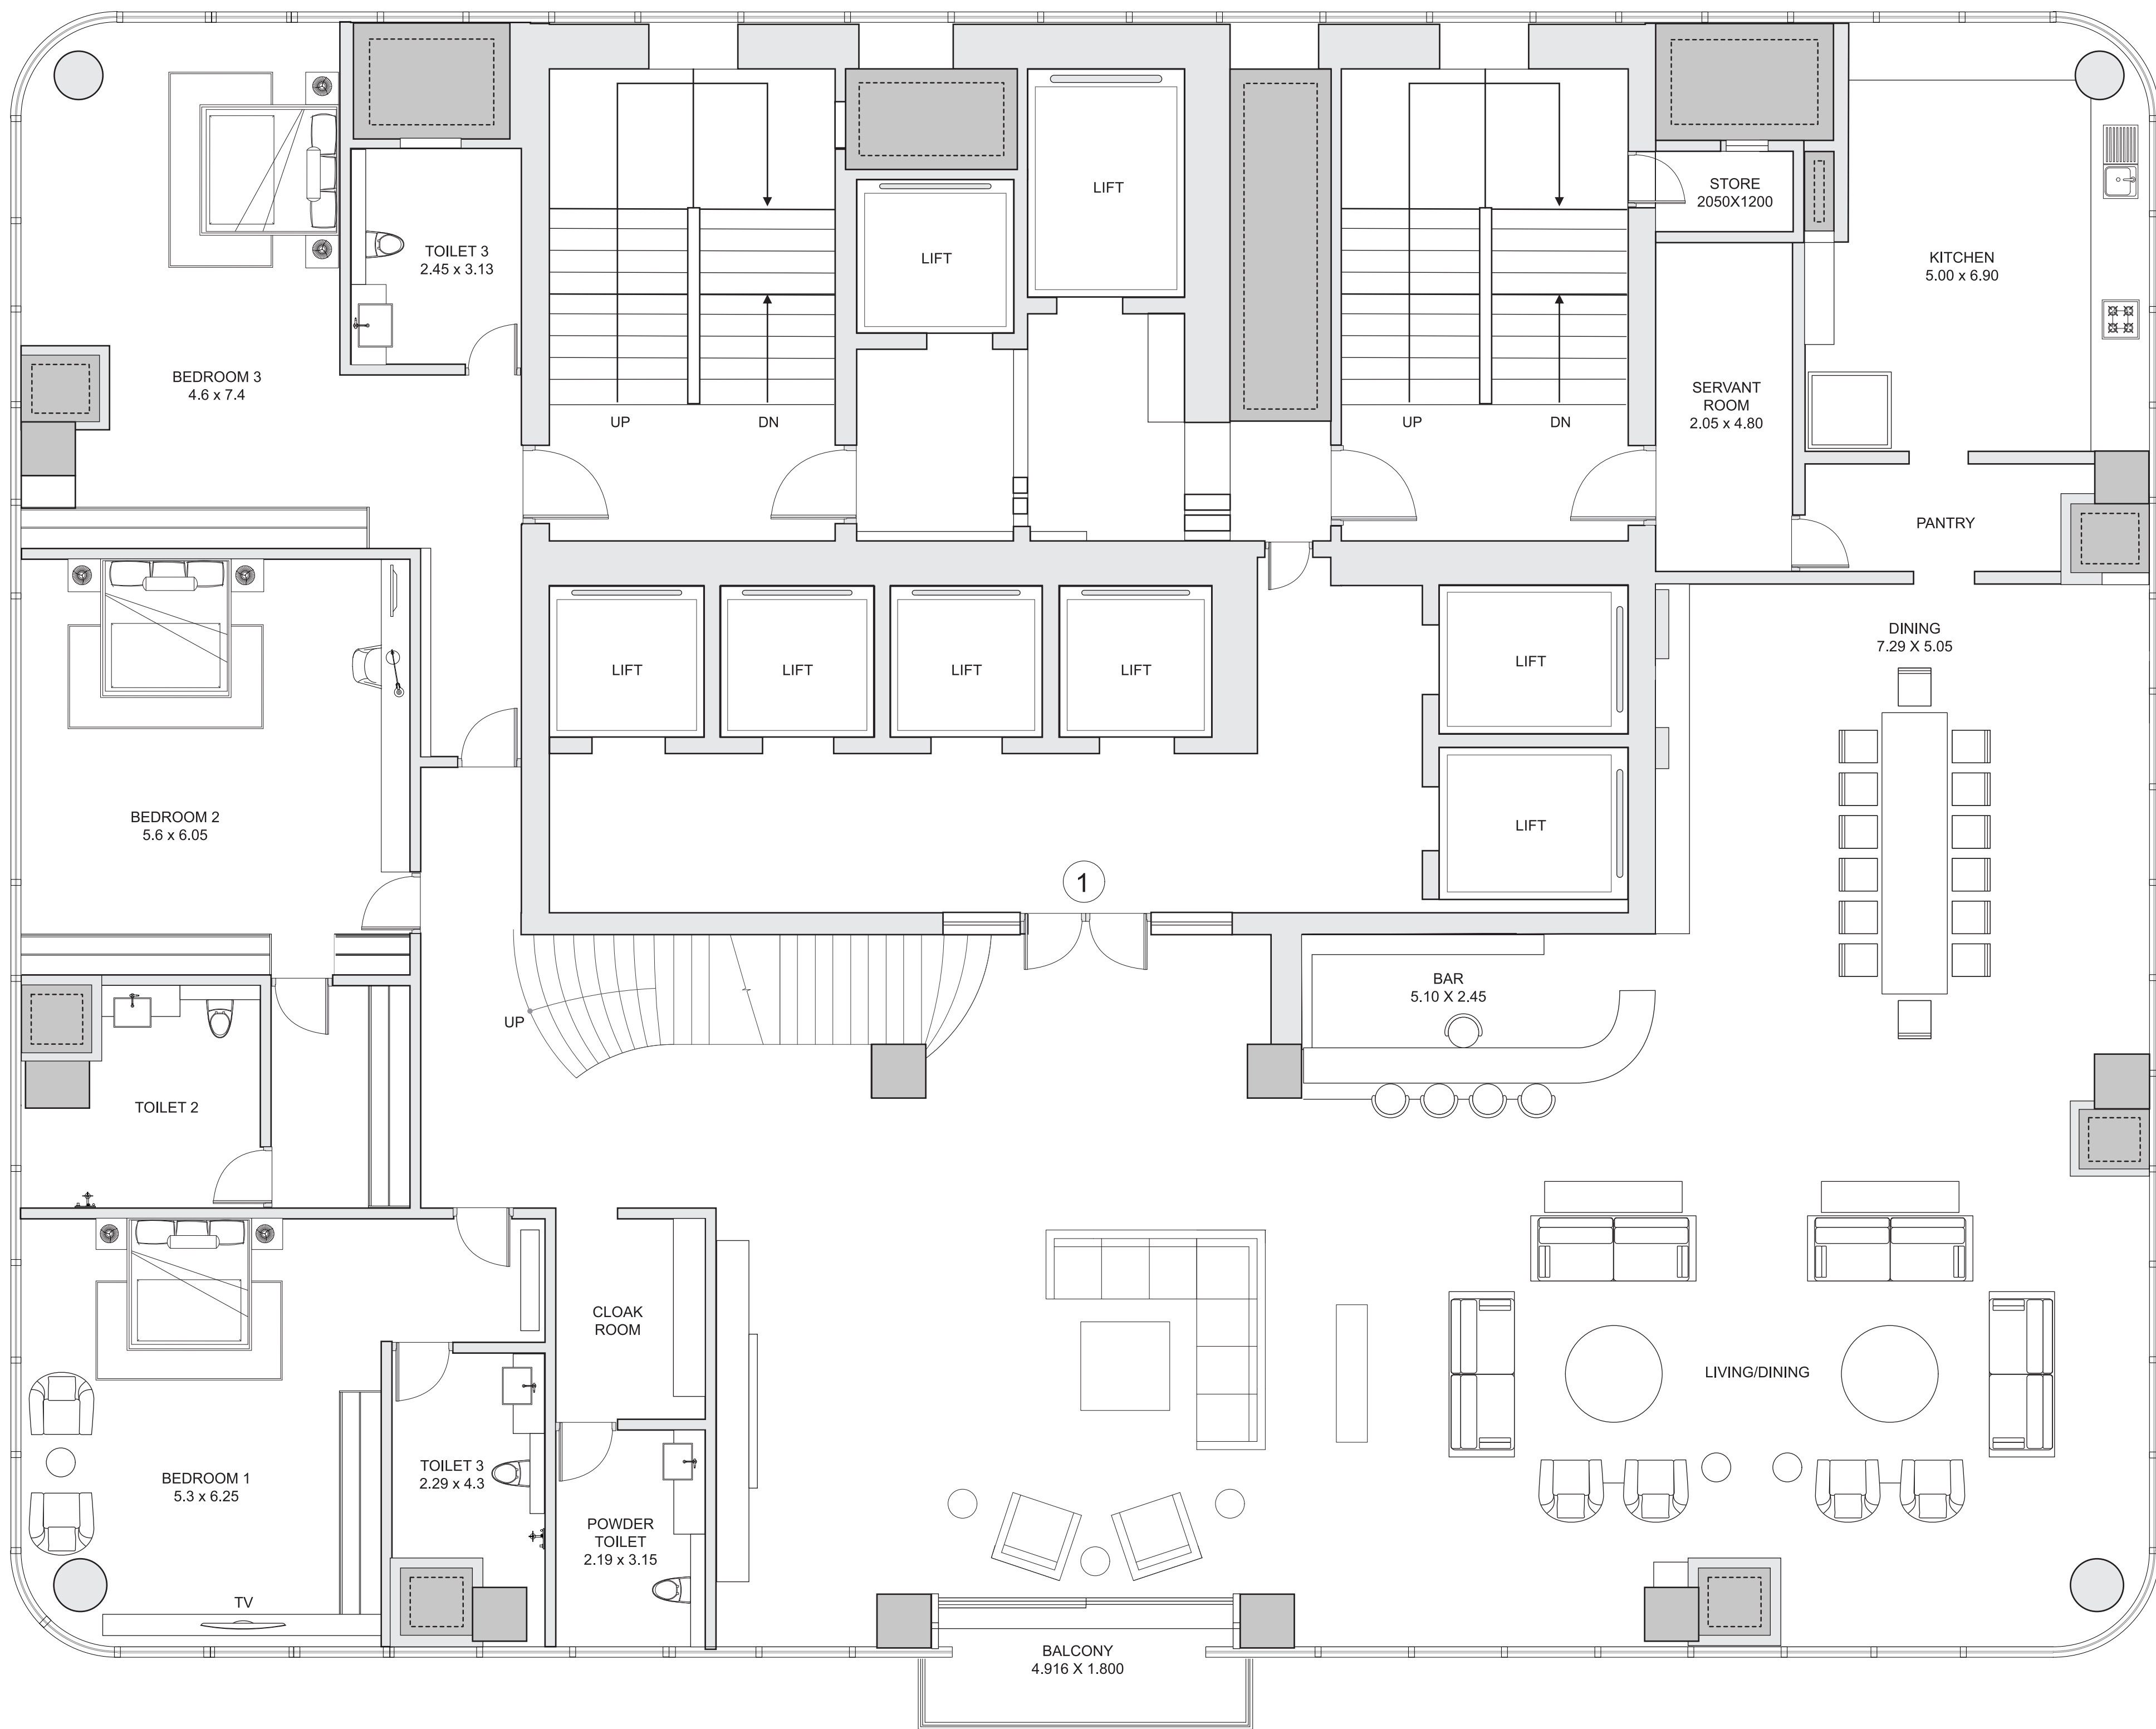 LIFT
STORE
2050X1200
TOILET 3
2.45 x 3.13
LIFT
KITCHEN
5.00 x 6.90
BEDROOM 3
4.6 x 7.4
SERVANT
ROOM
2.05 x 4.80
UP
DN
UP
DN
PANTRY
DINING
7.29 X 5.05
LIFT
LIFT
LIFT
LIFT
LIFT
BEDROOM 2
5.6 x 6.05
LIFT
1
BAR
5.10 X 2.45
UP
TOILET 2
CLOAK
ROOM
LIVING/DINING
BEDROOM 1
5.3 x 6.25
TOILET 3
2.29 x 4.3
POWDER
TOILET
2.19 x 3.15
TV
BALCONY
4.916 X 1.800